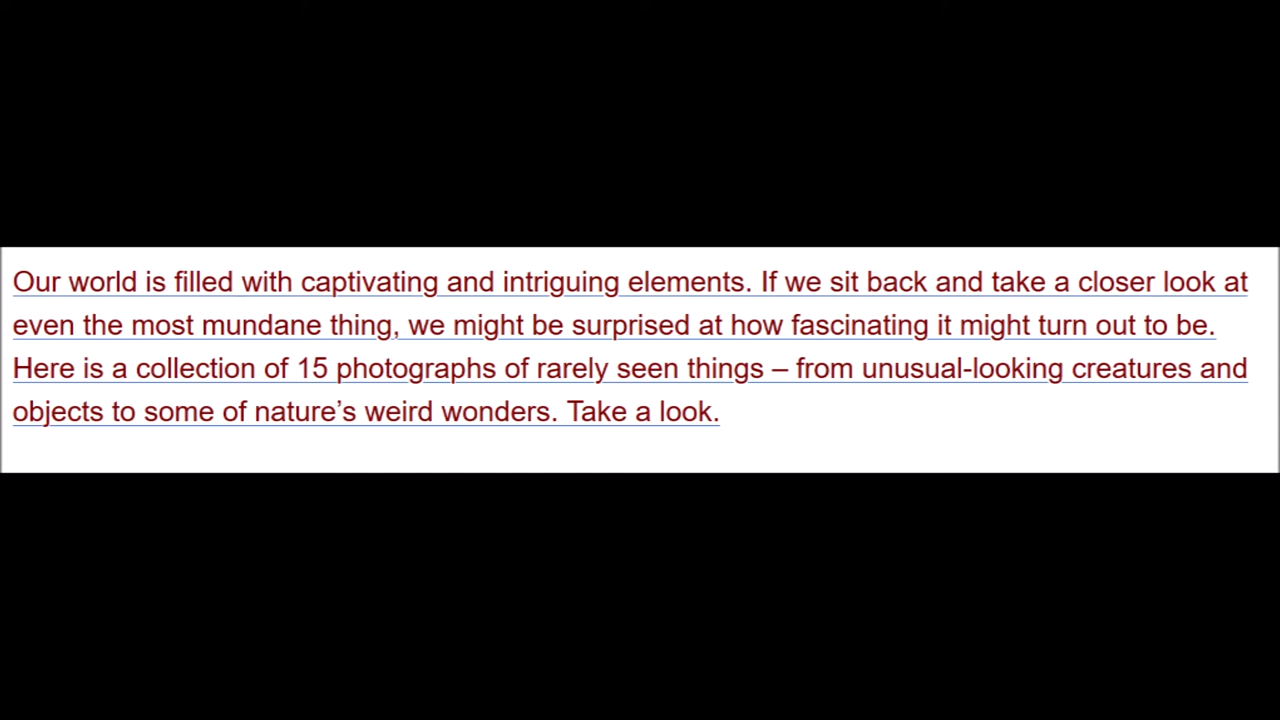 Our world is filled with captivating and intriguing elements. If we sit back and take a closer look at
even the most mundane thing, we might be surprised at how fascinating it might turn out to be.
Here is a collection of 15 photographs of rarely seen things – from unusual-looking creatures and
objects to some of nature’s weird wonders. Take a look.